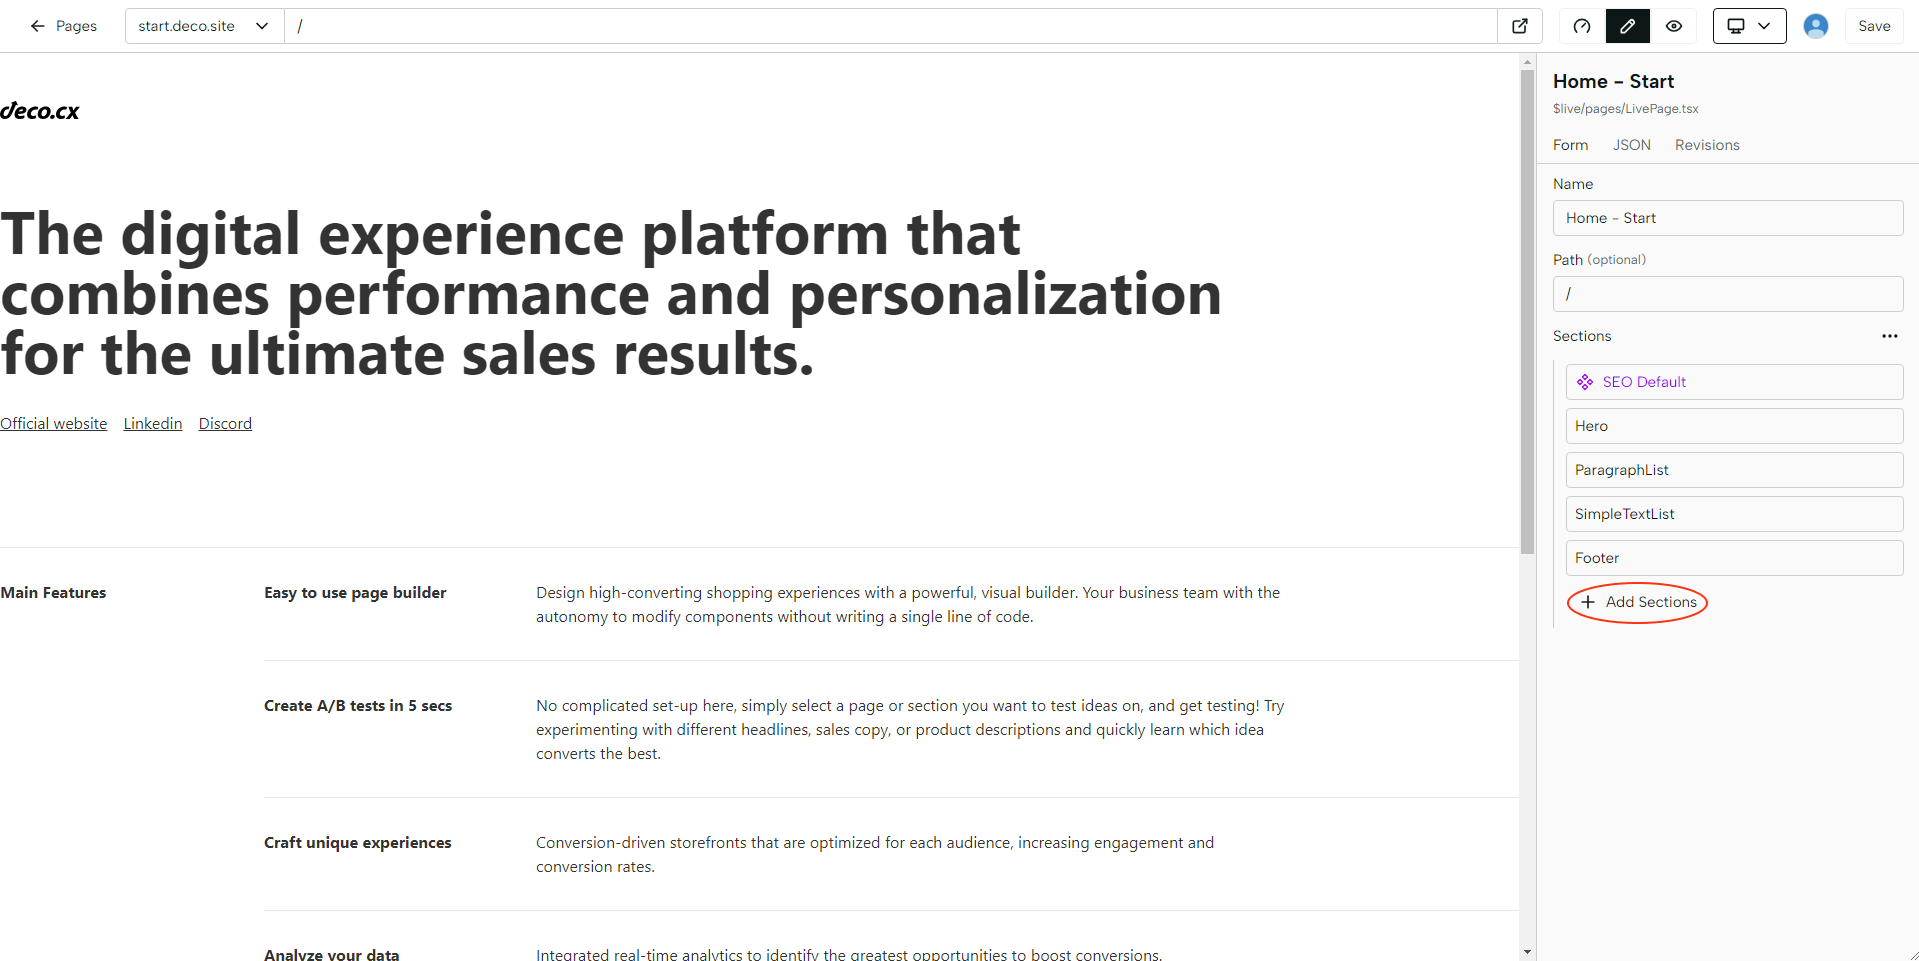 Pages start.deco.site / Save
deco.cx
The digital experience platform that
combines performance and personalization
for the ultimate sales results.
Official website Linkedin Discord
Main Features
Easy to use page builder
Design high-converting shopping experiences with a powerful, visual builder. Your business team with the
autonomy to modify components without writing a single line of code.
Create A/B tests in 5 secs
No complicated set-up here, simply select a page or section you want to test ideas on, and get testing! Try
experimenting with different headlines, sales copy, or product descriptions and quickly learn which idea
converts the best.
Craft unique experiences
Conversion-driven storefronts that are optimized for each audience, increasing engagement and
conversion rates.
Analyze your data
Integrated real-time analytics to identify the greatest opportunities to boost conversions.
Home - Start
$live/pages/LivePage.tsx
Form JSON Revisions
Name
Home - Start
Path (optional)
/
Sections
SEO Default
Hero
ParagraphList
SimpleTextList
Footer
Add Sections